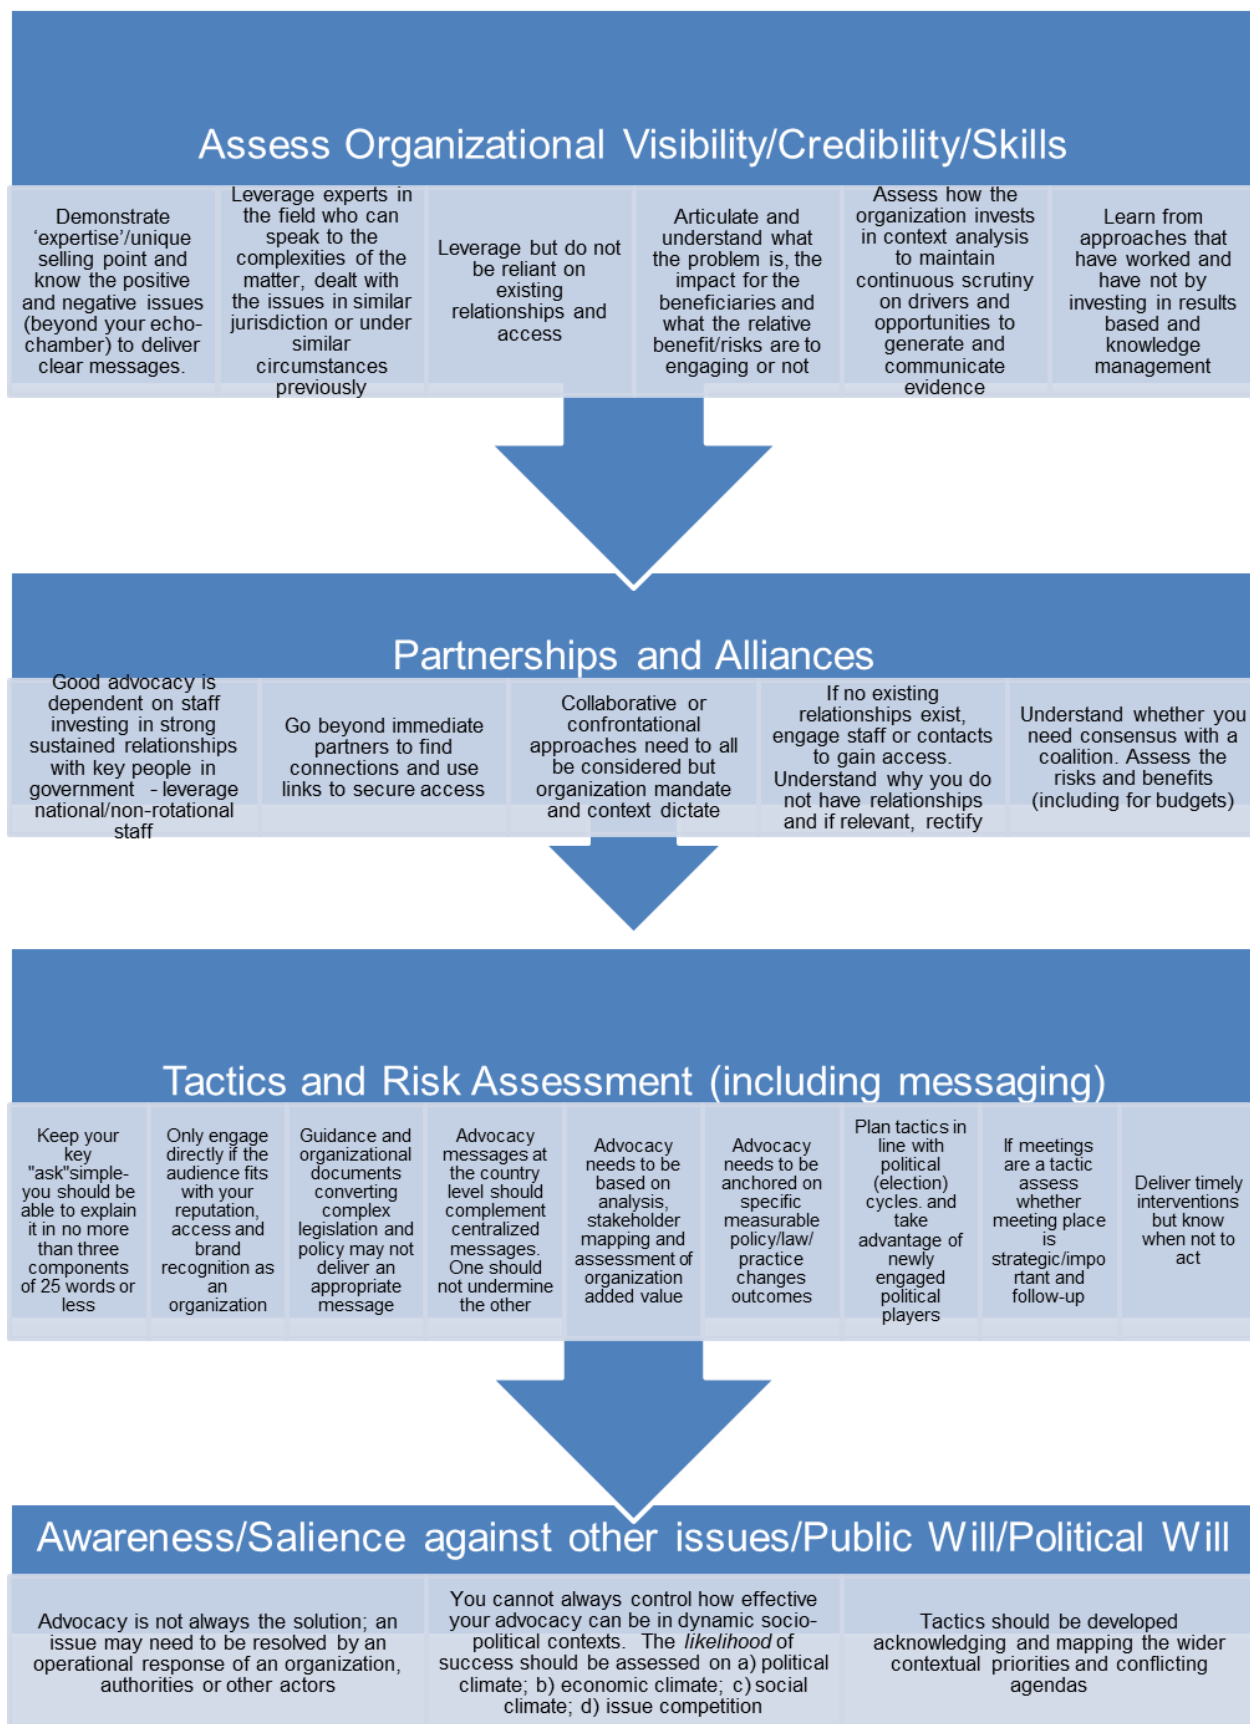 Assess Organizational Visibility/Credibility/Skills
Demonstrate
‘expertise’/unique
selling point and
know the positive
and negative issues
(beyond your echo-
chamber) to deliver
clear messages.
Leverage experts in
the field who can
speak to the
complexities of the
matter, dealt with
the issues in similar
jurisdiction or under
similar
circumstances
previously
Leverage but do not
be reliant on
existing
relationships and
access
Articulate and
understand what
the problem is, the
impact for the
beneficiaries and
what the relative
benefit/risks are to
engaging or not
Assess how the
organization invests
in context analysis
to maintain
continuous scrutiny
on drivers and
opportunities to
generate and
communicate
evidence
Learn from
approaches that
have worked and
have not by
investing in results
based and
knowledge
management
Partnerships and Alliances
Good advocacy is
dependent on staff
investing in strong
sustained relationships
with key people in
government - leverage
national/non-rotational
staff
Go beyond immediate
partners to find
connections and use
links to secure access
Collaborative or
confrontational
approaches need to all
be considered but
organization mandate
and context dictate
If no existing
relationships exist,
engage staff or contacts
to gain access.
Understand why you do
not have relationships
and if relevant, rectify
Understand whether you
need consensus with a
coalition. Assess the
risks and benefits
(including for budgets)
Tactics and Risk Assessment (including messaging)
Keep your
key
"ask"simple-
you should be
able to explain
it in no more
than three
components
of 25 words or
less
Only engage
directly if the
audience fits
with your
reputation,
access and
brand
recognition as
an
organization
Guidance and
organizational
documents
converting
complex
legislation and
policy may not
deliver an
appropriate
message
Advocacy
messages at
the country
level should
complement
centralized
messages.
One should
not undermine
the other
Advocacy
needs to be
based on
analysis,
stakeholder
mapping and
assessment of
organization
added value
Advocacy
needs to be
anchored on
specific
measurable
policy/law/
practice
changes
outcomes
Plan tactics in
line with
political
(election)
cycles. and
take
advantage of
newly
engaged
political
players
If meetings
are a tactic
assess
whether
meeting place
is
strategic/impo
rtant and
follow-up
Deliver timely
interventions
but know
when not to
act
Awareness/Salience against other issues/Public Will/Political Will
Advocacy is not always the solution; an
issue may need to be resolved by an
operational response of an organization,
authorities or other actors
You cannot always control how effective
your advocacy can be in dynamic socio-
political contexts. The likelihood of
success should be assessed on a) political
climate; b) economic climate; c) social
climate; d) issue competition
Tactics should be developed
acknowledging and mapping the wider
contextual priorities and conflicting
agendas